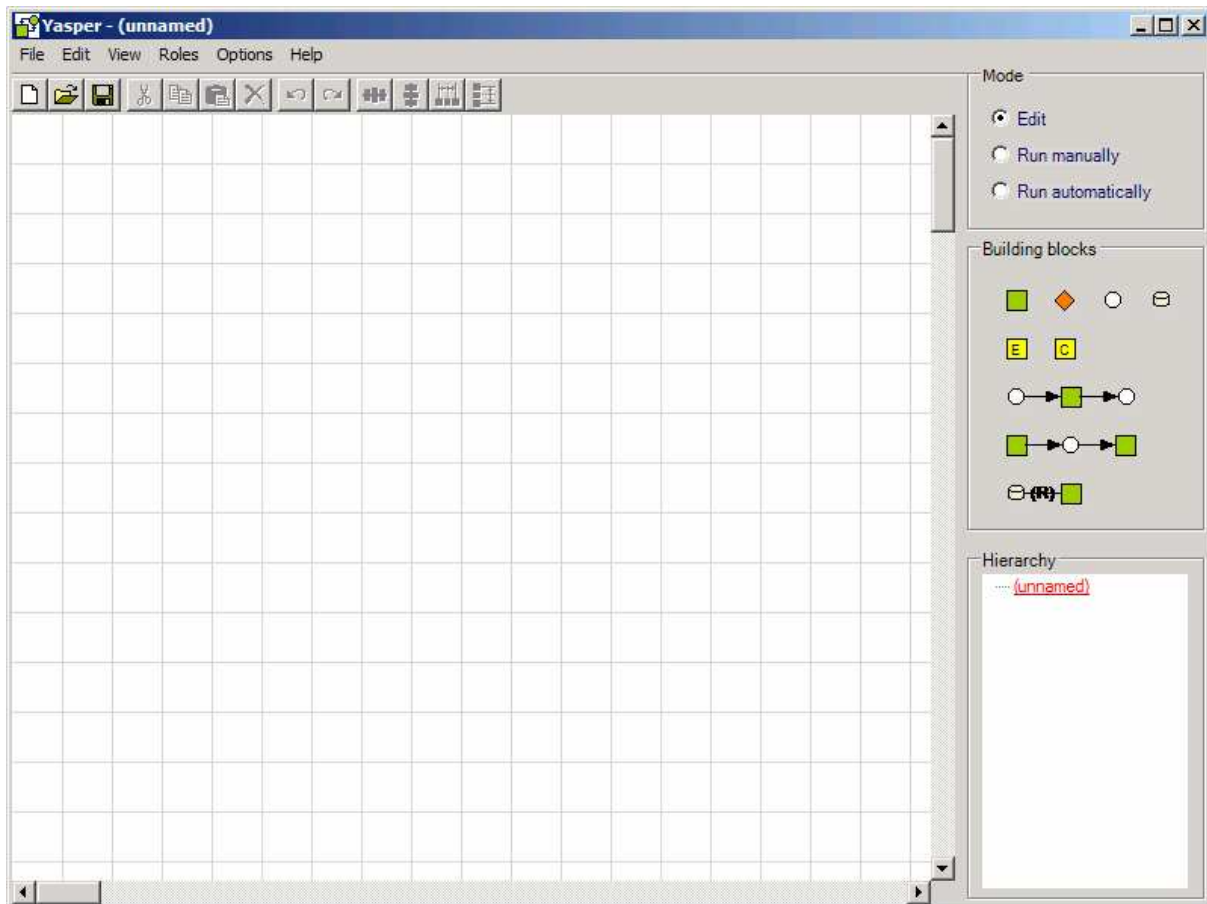 Yasper - (unnamed)
File Edit View Roles Options Help
Mode
Edit
Run manually
Run automatically
Building blocks
E C
(R)
Hierarchy
(unnamed)